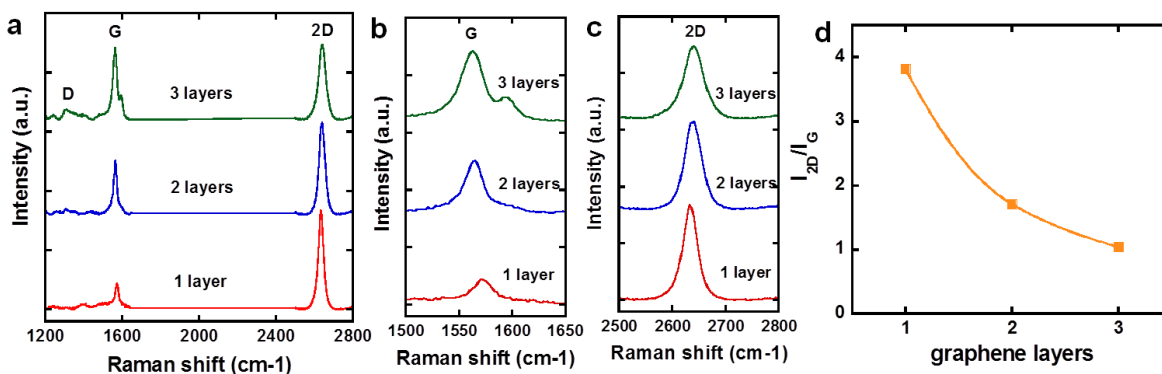 a
G
2D
D
3 layers
2 layers
1 layer
Intensity (a.u.)
1200 1600 2000 2400 2800
Raman shift (cm-1)
b
G
3 layers
2 layers
1 layer
Intensity (a.u.)
1500 1550 1600 1650
Raman shift (cm-1)
c
2D
3 layers
2 layers
1 layer
Intensity (a.u.)
2500 2600 2700 2800
Raman shift (cm-1)
d
4
3
2
1
0
I2D/IG
1 2 3
graphene layers